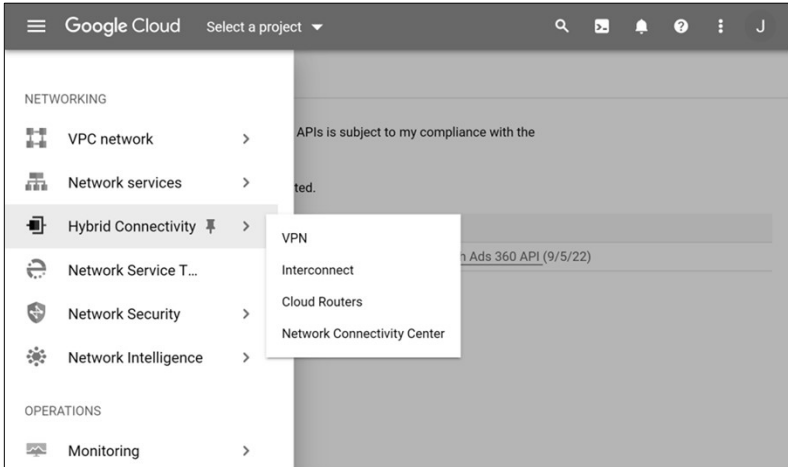 Google Cloud Select a project
J
NETWORKING
VPC network
APIs is subject to my compliance with the
Network services
ted.
Hybrid Connectivity
VPN
Ads 360 API (9/5/22)
Interconnect
Network Service T...
Cloud Routers
Network Security
Network Connectivity Center
Network Intelligence
OPERATIONS
Monitoring